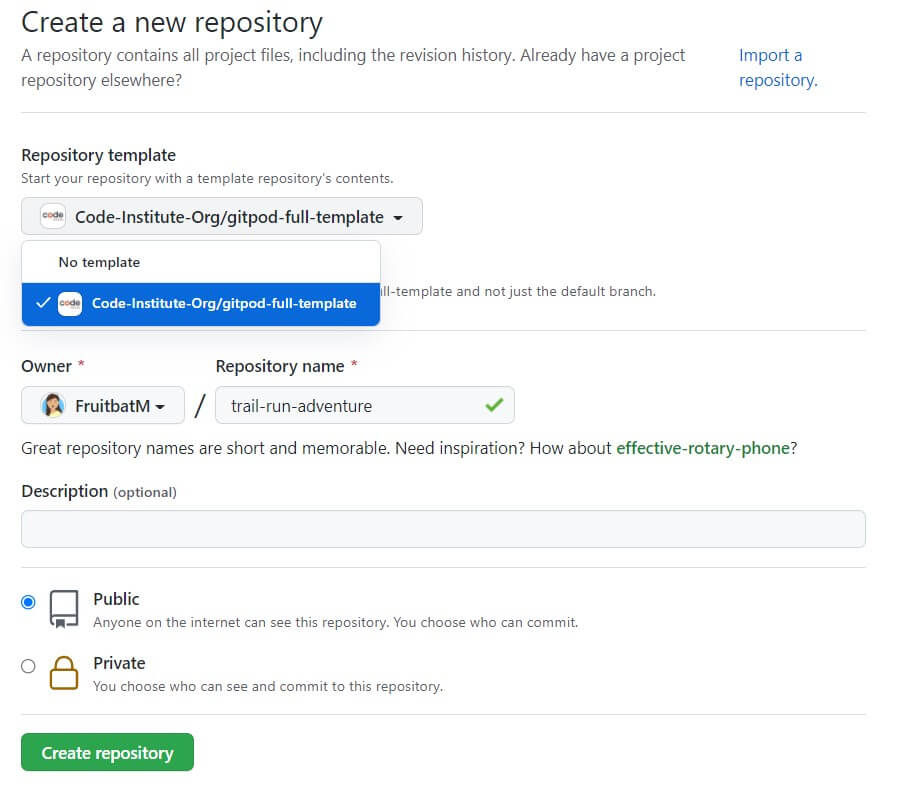 Create a new repository
A repository contains all project files, including the revision history. Already have a project
repository elsewhere?
Import a
repository.
Repository template
Start your repository with a template repository's contents.
code Code-Institute-Org/gitpod-full-template
No template
code Code-Institute-Org/gitpod-full-template
ll-template and not just the default branch.
Owner *
Repository name *
FruitbatM / trail-run-adventure
Great repository names are short and memorable. Need inspiration? How about effective-rotary-phone?
Description (optional)
Public
Anyone on the internet can see this repository. You choose who can commit.
Private
You choose who can see and commit to this repository.
Create repository